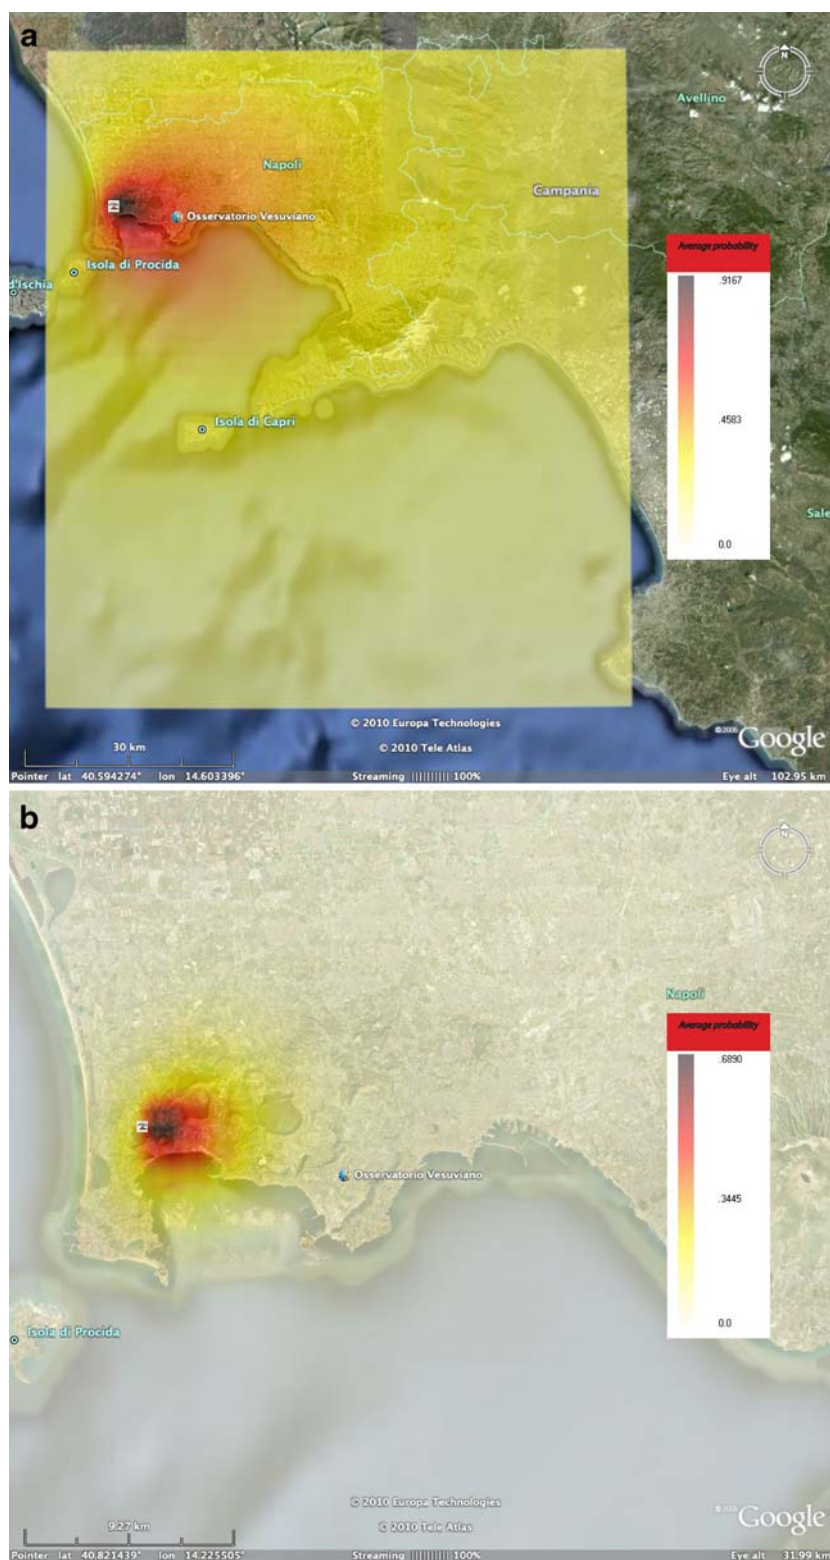 a
N
Avellino
Napoli
Campania
Osservatorio Vesuviano
Isola di Procida
d'Ischia
Average probability
.9167
.4583
0.0
Isola di Capri
Sale
© 2010 Europa Technologies
© 2010 Tele Atlas
Google
30 km
Pointer lat 40.594274° lon 14.603396° Streaming |||||||||| 100% Eye alt 102.95 km
b
N
Napoli
Average probability
.6890
.3445
0.0
Osservatorio Vesuviano
Isola di Procida
© 2010 Europa Technologies
© 2010 Tele Atlas
Google
9.27 km
Pointer lat 40.821439° lon 14.225505° Streaming |||||||||| 100% Eye alt 31.99 km